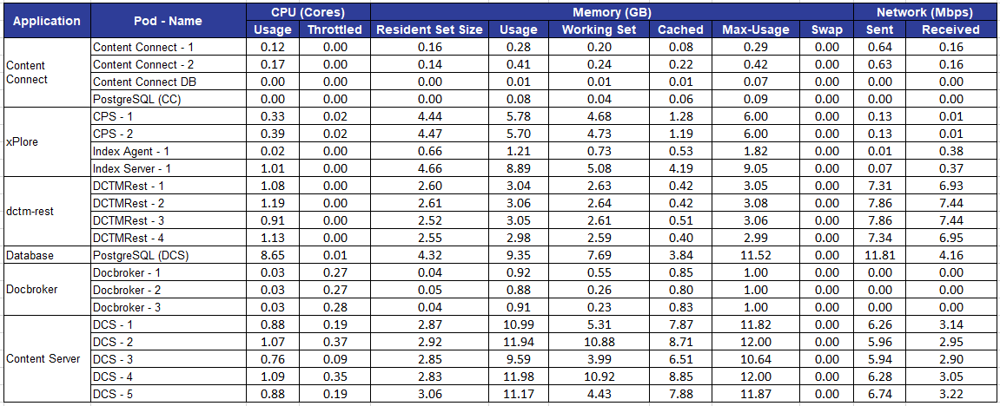 Application Pod - Name CPU (Cores) Memory (GB) Network (Mbps)
Usage Throttled Resident Set Size Usage Working Set Cached Max-Usage Swap Sent Received
Content Connect
Content Connect - 1 0.12 0.00 0.16 0.28 0.20 0.08 0.29 0.00 0.64 0.16
Content Connect - 2 0.17 0.00 0.14 0.41 0.24 0.22 0.42 0.00 0.63 0.16
Content Connect DB 0.00 0.00 0.00 0.01 0.01 0.01 0.07 0.00 0.00 0.00
PostgreSQL (CC) 0.00 0.00 0.00 0.08 0.04 0.06 0.09 0.00 0.00 0.00
xPlore
CPS - 1 0.33 0.02 4.44 5.78 4.68 1.28 6.00 0.00 0.13 0.01
CPS - 2 0.39 0.02 4.47 5.70 4.73 1.19 6.00 0.00 0.13 0.01
Index Agent - 1 0.02 0.00 0.66 1.21 0.73 0.53 1.82 0.00 0.01 0.38
Index Server - 1 1.01 0.00 4.66 8.89 5.08 4.19 9.05 0.00 0.07 0.37
dctm-rest
DCTMRest - 1 1.08 0.00 2.60 3.04 2.63 0.42 3.05 0.00 7.31 6.93
DCTMRest - 2 1.19 0.00 2.61 3.06 2.64 0.42 3.08 0.00 7.86 7.44
DCTMRest - 3 0.91 0.00 2.52 3.05 2.61 0.51 3.06 0.00 7.86 7.44
DCTMRest - 4 1.13 0.00 2.55 2.98 2.59 0.40 2.99 0.00 7.34 6.95
Database PostgreSQL (DCS) 8.65 0.01 4.32 9.35 7.69 3.84 11.52 0.00 11.81 4.16
Docbroker
Docbroker - 1 0.03 0.27 0.04 0.92 0.55 0.85 1.00 0.00 0.00 0.00
Docbroker - 2 0.03 0.27 0.05 0.88 0.26 0.80 1.00 0.00 0.00 0.00
Docbroker - 3 0.03 0.28 0.04 0.91 0.23 0.83 1.00 0.00 0.00 0.00
Content Server
DCS - 1 0.88 0.19 2.87 10.99 5.31 7.87 11.82 0.00 6.26 3.14
DCS - 2 1.07 0.37 2.92 11.94 10.88 8.71 12.00 0.00 5.96 2.95
DCS - 3 0.76 0.09 2.85 9.59 3.99 6.51 10.64 0.00 5.94 2.90
DCS - 4 1.09 0.35 2.83 11.98 10.92 8.85 12.00 0.00 6.28 3.05
DCS - 5 0.88 0.19 3.06 11.17 4.43 7.88 11.87 0.00 6.74 3.22